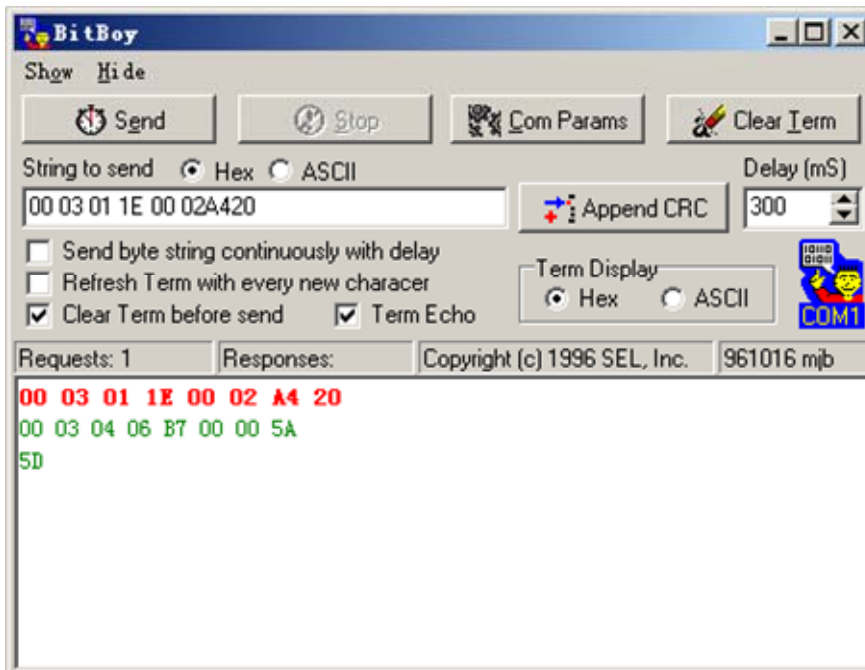 BitBoy
Show Hide
Send Stop Com Params Clear Term
String to send Hex ASCII Delay (mS)
00 03 01 1E 00 02A420 Append CRC 300
Send byte string continuously with delay
Refresh Term with every new characer
Term Display
Hex ASCII
Clear Term before send Term Echo
COM1
Requests: 1 Responses: Copyright (c) 1996 SEL, Inc. 961016 mjb
00 03 01 1E 00 02 A4 20
00 03 04 06 B7 00 00 5A
5D